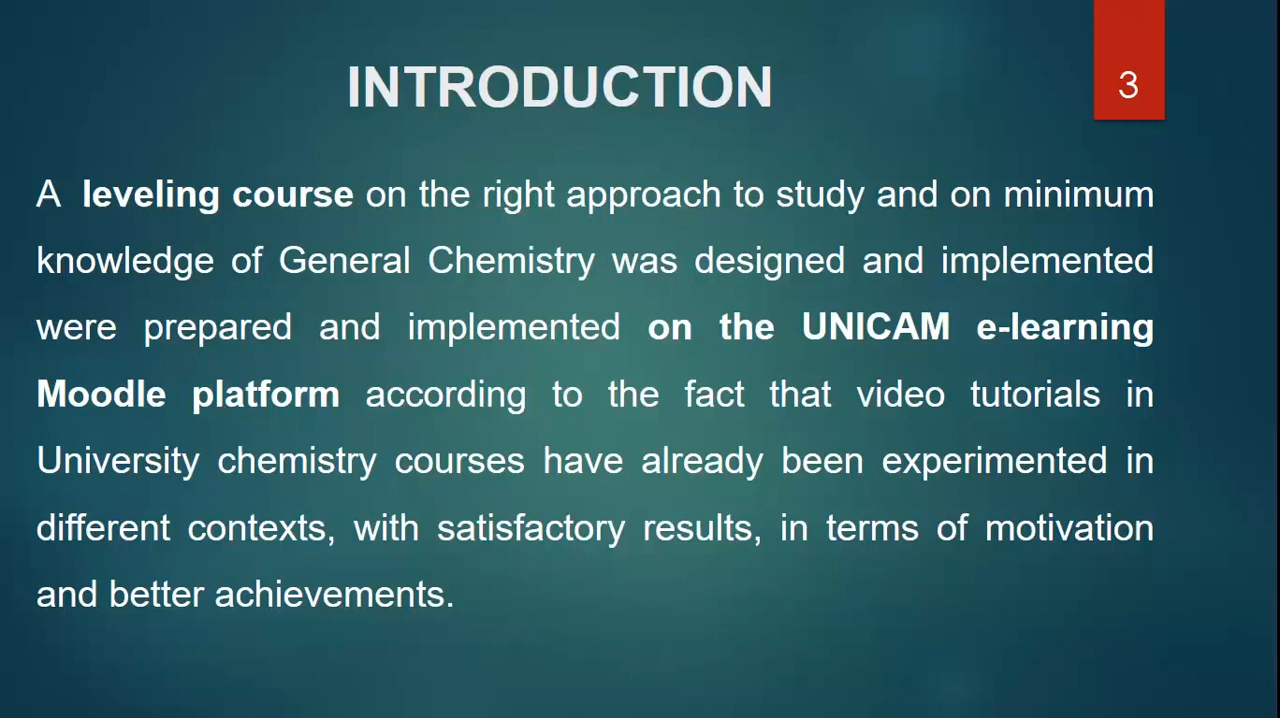 INTRODUCTION
3
A leveling course on the right approach to study and on minimum
knowledge of General Chemistry was designed and implemented
were prepared and implemented on the UNICAM e-learning
Moodle platform according to the fact that video tutorials in
University chemistry courses have already been experimented in
different contexts, with satisfactory results, in terms of motivation
and better achievements.